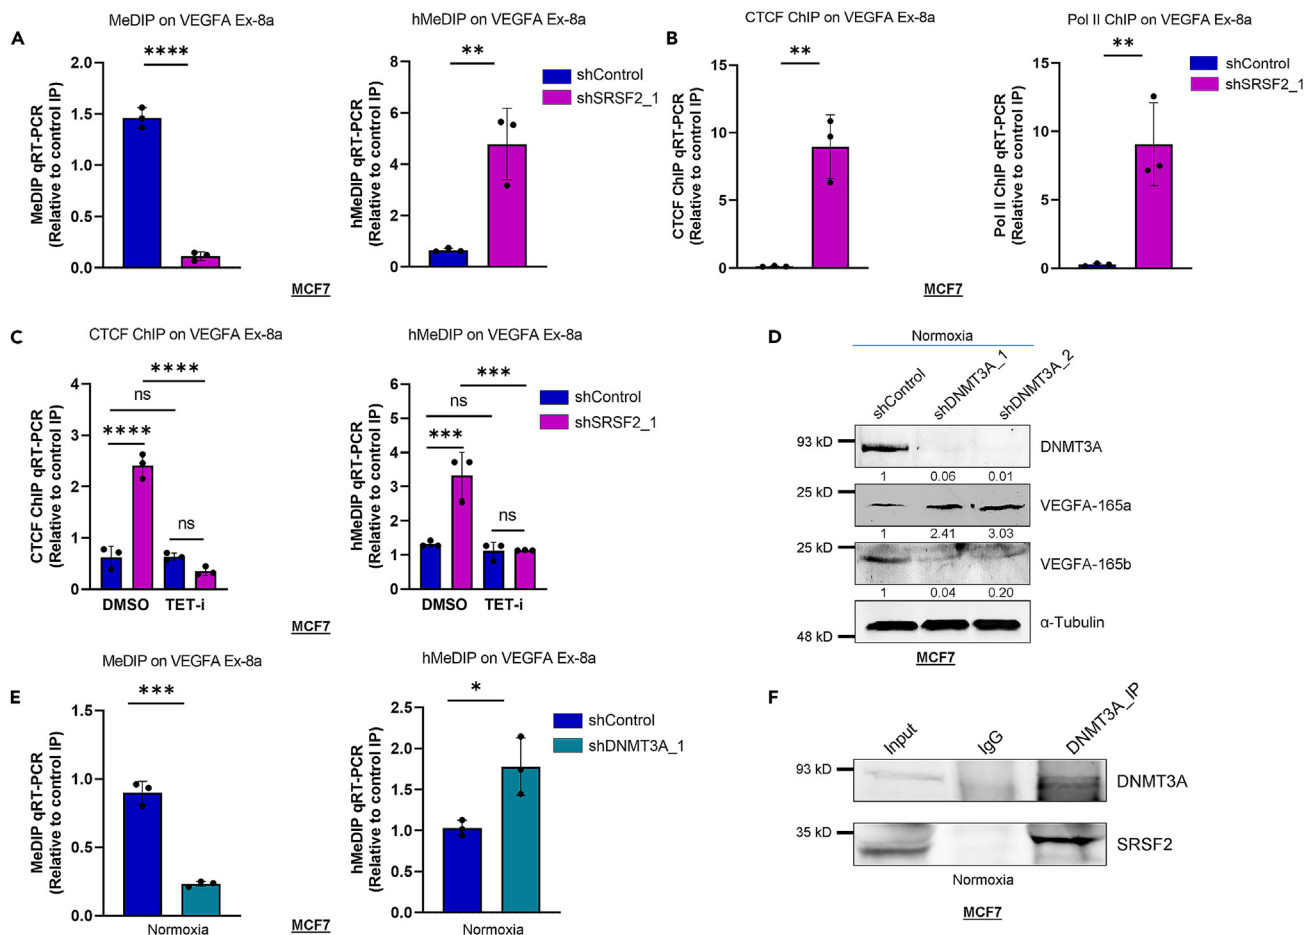 A
MeDIP on VEGFA Ex-8a
****
MeDIP qRT-PCR
(Relative to control IP)
2.0
1.5
1.0
0.5
0.0
hMeDIP on VEGFA Ex-8a
**
hMeDIP qRT-PCR
(Relative to control IP)
8
6
4
2
0
shControl
shSRSF2_1
MCF7
B
CTCF ChIP on VEGFA Ex-8a
**
CTCF ChIP qRT-PCR
(Relative to control IP)
15
10
5
0
Pol II ChIP on VEGFA Ex-8a
**
Pol II ChIP qRT-PCR
(Relative to control IP)
15
10
5
0
shControl
shSRSF2_1
MCF7
C
CTCF ChIP on VEGFA Ex-8a
****
ns
****
ns
CTCF ChIP qRT-PCR
(Relative to control IP)
4
3
2
1
0
DMSO TET-i
hMeDIP on VEGFA Ex-8a
***
ns
***
ns
hMeDIP qRT-PCR
(Relative to control IP)
6
5
4
3
2
1
0
DMSO TET-i
shControl
shSRSF2_1
MCF7
D
Normoxia
shControl
shDNMT3A_1
shDNMT3A_2
93 kD
DNMT3A
1 0.06 0.01
25 kD
VEGFA-165a
1 2.41 3.03
25 kD
VEGFA-165b
1 0.04 0.20
α-Tubulin
48 kD
MCF7
E
MeDIP on VEGFA Ex-8a
***
MeDIP qRT-PCR
(Relative to control IP)
1.5
1.0
0.5
0.0
Normoxia
hMeDIP on VEGFA Ex-8a
*
hMeDIP qRT-PCR
(Relative to control IP)
2.5
2.0
1.5
1.0
0.5
0.0
Normoxia
shControl
shDNMT3A_1
MCF7
F
Input
IgG
DNMT3A_IP
93 kD
DNMT3A
35 kD
SRSF2
Normoxia
MCF7